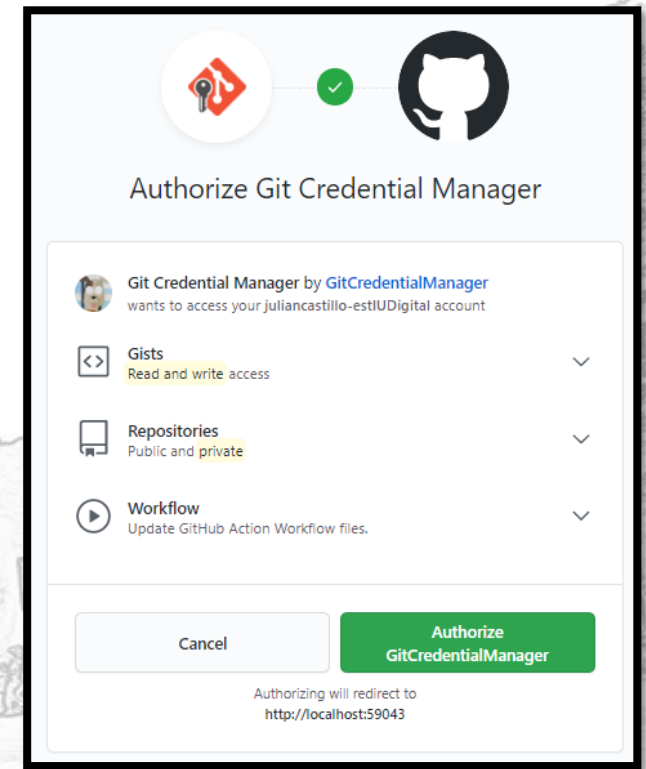 Authorize Git Credential Manager
Git Credential Manager by GitCredentialManager
wants to access your juliancastillo-estIUDigital account
Gists
Read and write access
Repositories
Public and private
Workflow
Update GitHub Action Workflow files.
Cancel
Authorize
GitCredentialManager
Authorizing will redirect to
http://localhost:59043